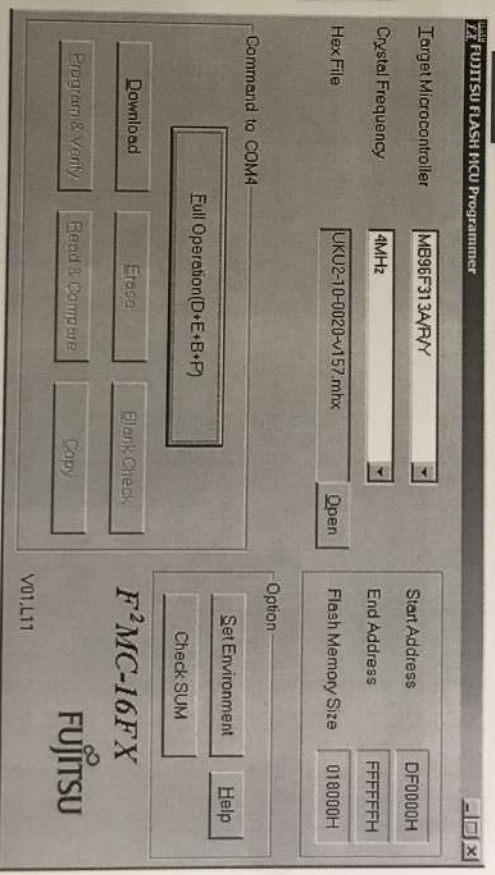 FUJITSU FLASH MCU Programmer
Target Microcontroller MB96F313A/R/Y
Crystal Frequency 4MHz
Hex File UKU2-10-0020-v157.mhx Open
Start Address DF0000H
End Address FFFFFFH
Flash Memory Size 018000H
Command to COM4
Full Operation(D+E+B+P)
Download Erase Blank Check
Program & Verify Read & Compare Copy
Option
Set Environment Help
Check SUM
F²MC-16FX
FUJITSU
V01,L11